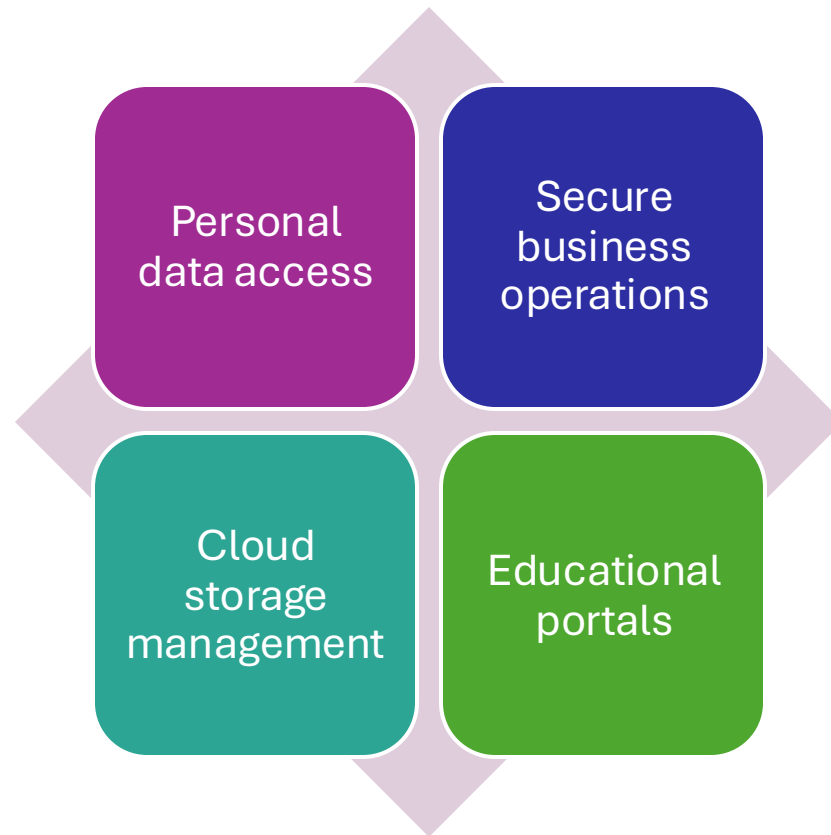 Personal
data access
Secure
business
operations
Cloud
storage
management
Educational
portals